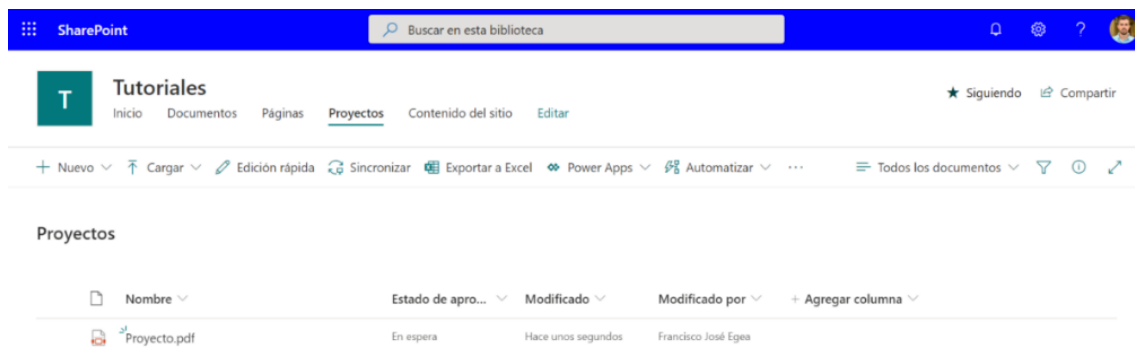 SharePoint Buscar en esta biblioteca ?
T Tutoriales
Siguiendo Compartir
Inicio Documentos Páginas Proyectos Contenido del sitio Editar
+ Nuevo Cargar Edición rápida Sincronizar Exportar a Excel Power Apps Automatizar ... Todos los documentos
Proyectos
Nombre Estado de apro... Modificado Modificado por + Agregar columna
Proyecto.pdf En espera Hace unos segundos Francisco José Egea